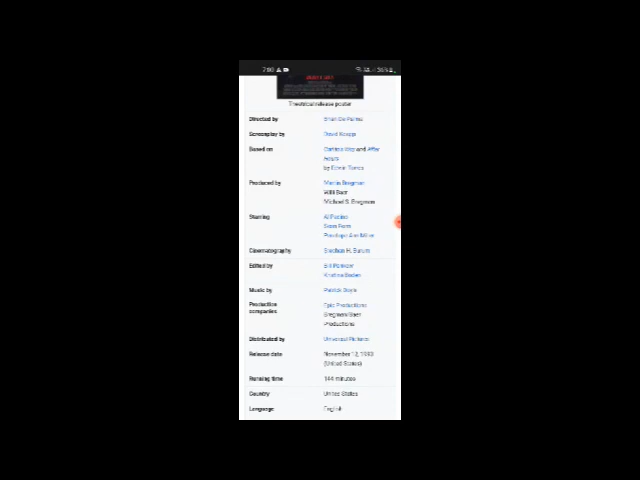 Theatrical release poster
Directed by Brian De Palma
Screenplay by David Koepp
Based on Carlito's Way and After
Hours
by Edwin Torres
Produced by Martin Bregman
Willi Baer
Michael S. Bregman
Starring Al Pacino
Sean Penn
Penelope Ann Miller
Cinematography Stephen H. Burum
Edited by Bill Pankow
Kristina Boden
Music by Patrick Doyle
Production Epic Productions
companies Bregman/Baer
Productions
Distributed by Universal Pictures
Release date November 12, 1993
(United States)
Running time 144 minutes
Country United States
Language English